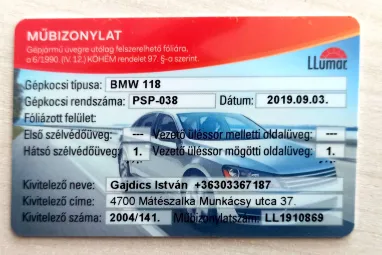 MŰBIZONYLAT
Gépjármű üvegre utólag felszerelhető fóliára,
a 6/1990. (IV. 12.) KÖHÉM rendelet 97. §-a szerint.
LLumar
Gépkocsi típusa: BMW 118
Gépkocsi rendszáma: PSP-038 Dátum: 2019.09.03.
Fóliázott felület:
Első szélvédőüveg: --- Vezető üléssor melletti oldalüveg: ---
Hátsó szélvédőüveg: 1. Vezető üléssor mögötti oldalüveg: 1.
Kivitelező neve: Gajdics István +36303367187
Kivitelező címe: 4700 Mátészalka Munkácsy utca 37.
Kivitelező száma: 2004/141. Műbizonylatszám: LL1910869